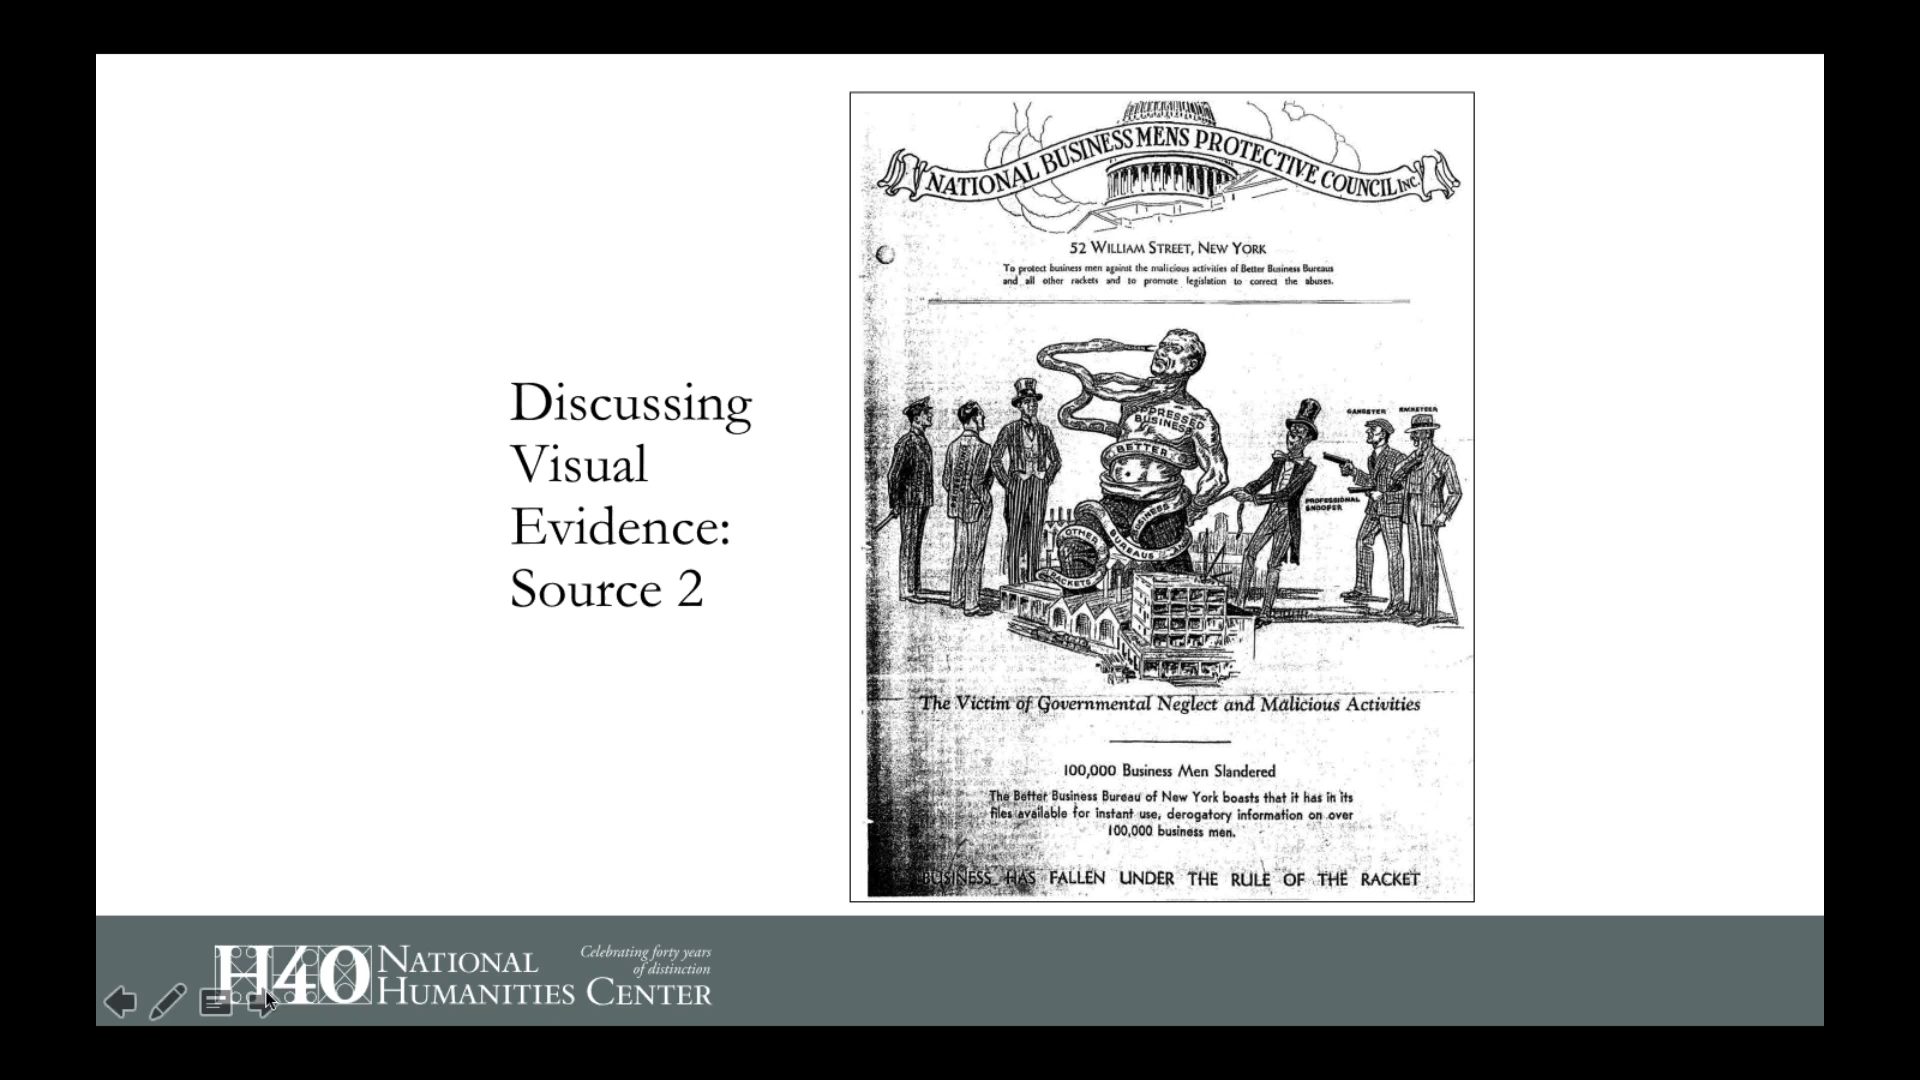 Discussing
Visual
Evidence:
Source 2
NATIONAL BUSINESS MENS PROTECTIVE COUNCIL INC.
52 WILLIAM STREET, NEW YORK
To protect business men against the malicious activities of Better Business Bureaus
and all other rackets and to promote legislation to correct the abuses.
OPPRESSED
BUSINESS
BETTER
BUSINESS
BUREAUS AND
OTHER
RACKETS
GANGSTER RACKETEER
PROFESSIONAL
SNOOPER
The Victim of Governmental Neglect and Malicious Activities
100,000 Business Men Slandered
The Better Business Bureau of New York boasts that it has in its
files available for instant use, derogatory information on over
100,000 business men.
BUSINESS HAS FALLEN UNDER THE RULE OF THE RACKET
H40
NATIONAL
HUMANITIES CENTER
Celebrating forty years
of distinction